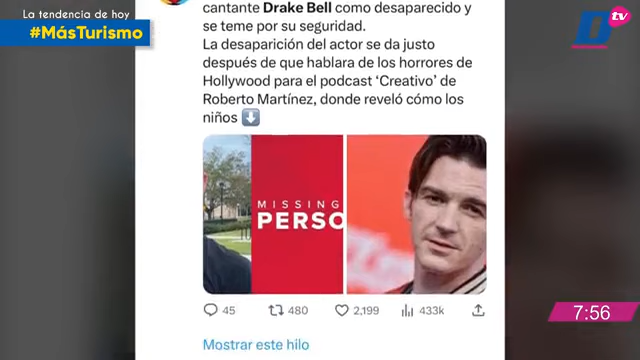 La tendencia de hoy
#MásTurismo
cantante Drake Bell como desaparecido y
se teme por su seguridad.
La desaparición del actor se da justo
después de que hablara de los horrores de
Hollywood para el podcast ‘Creativo’ de
Roberto Martínez, donde reveló cómo los
niños ⬇️
MISSING
PERSO
45 480 2,199 433k
Mostrar este hilo
D tv
7:56